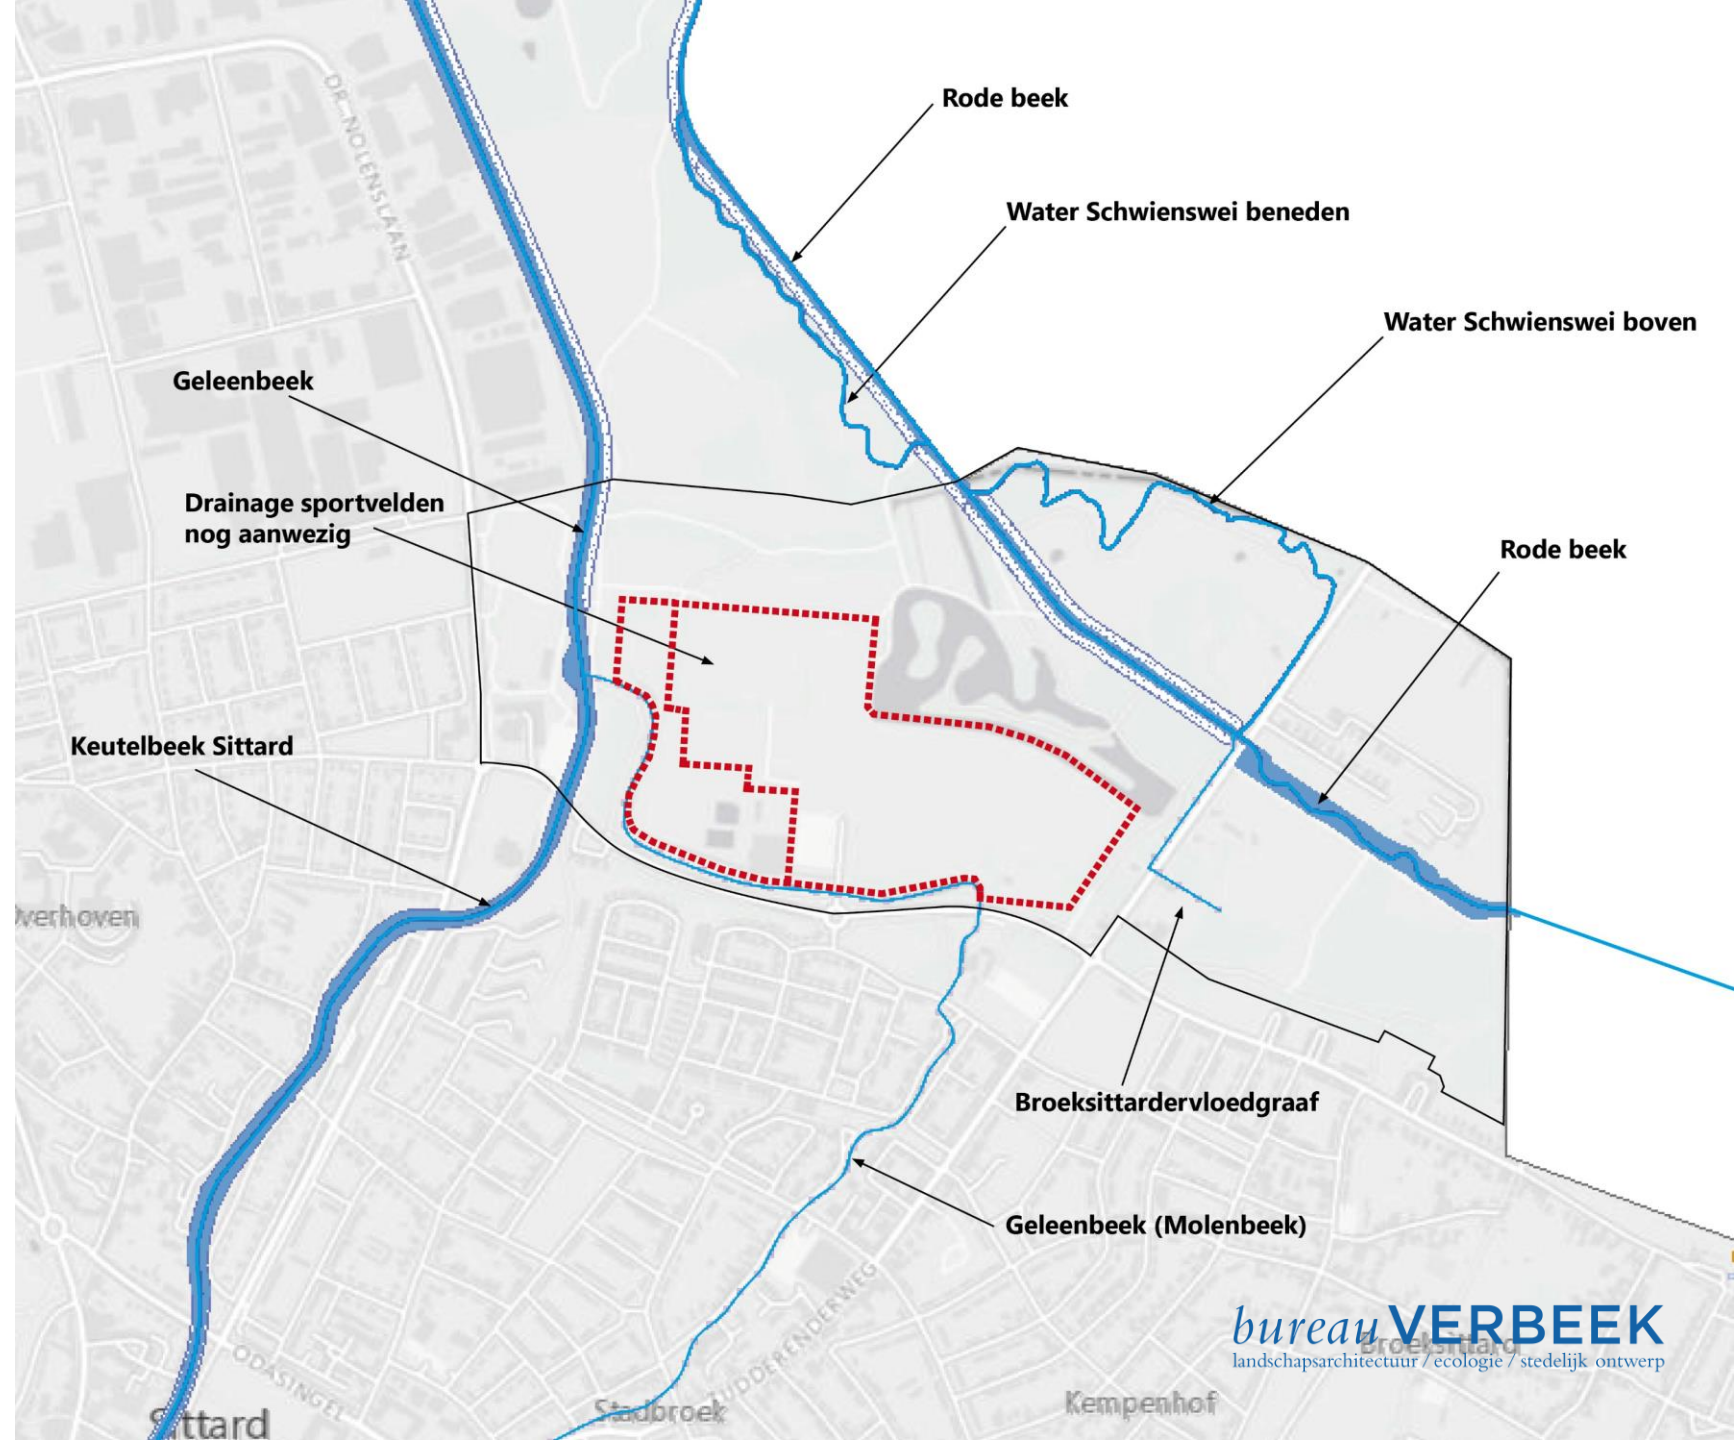 Rode beek
DR. NOLENSLAAN
Water Schwienswei beneden
Water Schwienswei boven
Geleenbeek
Drainage sportvelden
nog aanwezig
Rode beek
Keutelbeek Sittard
Overhoven
Broeksittardervloedgraaf
Geleenbeek (Molenbeek)
bureau VERBEEK
landschapsarchitectuur / ecologie / stedelijk ontwerp
Broeksittard
ODASINGEL
Stadbroek
Kempenhof
Sittard